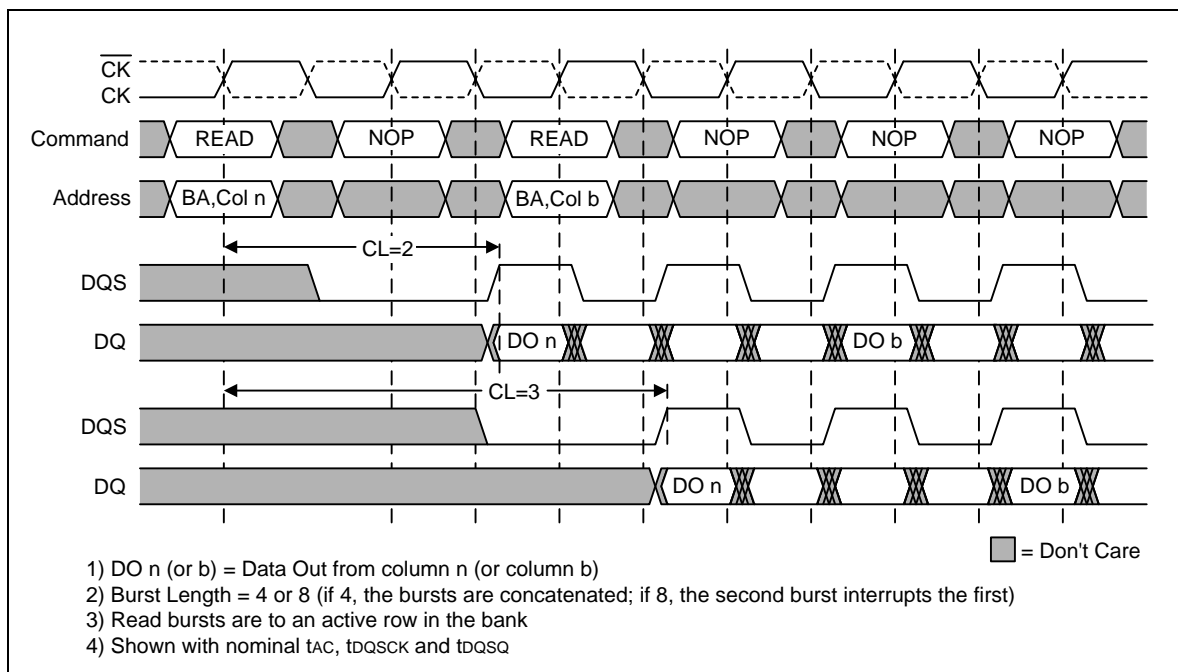 CK
CK
Command READ NOP READ NOP NOP NOP
Address BA,Col n BA,Col b
CL=2
DQS
DQ DO n DO b
CL=3
DQS
DQ DO n DO b
= Don't Care
1) DO n (or b) = Data Out from column n (or column b)
2) Burst Length = 4 or 8 (if 4, the bursts are concatenated; if 8, the second burst interrupts the first)
3) Read bursts are to an active row in the bank
4) Shown with nominal tAC, tDQSCK and tDQSQ